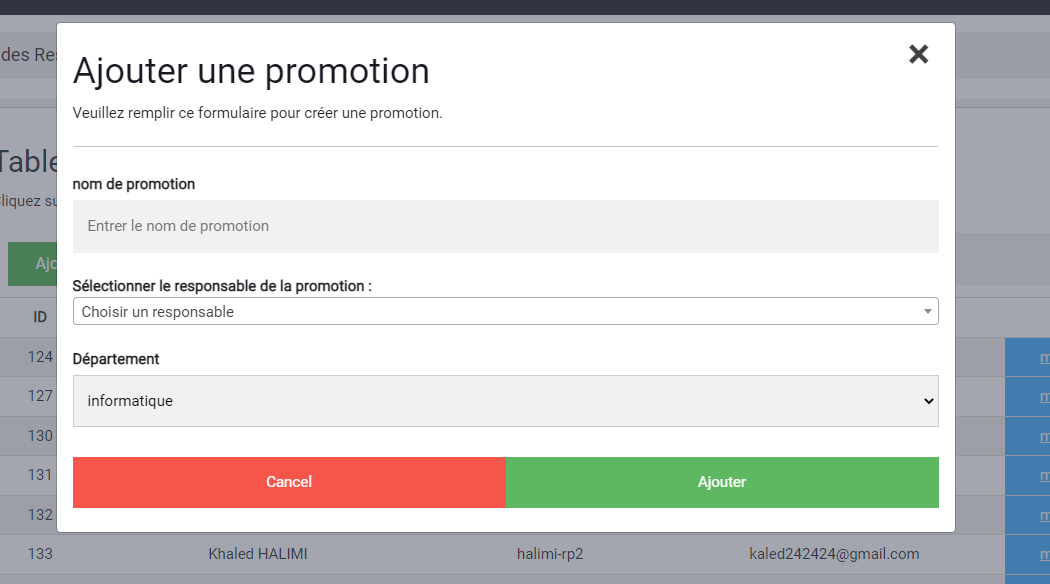 des Re
Ajouter une promotion
Veuillez remplir ce formulaire pour créer une promotion.
Table
liquez su
nom de promotion
Entrer le nom de promotion
Ajo
Sélectionner le responsable de la promotion :
Choisir un responsable
ID
Département
124
informatique
127
130
131
Cancel
Ajouter
132
133 Khaled HALIMI halimi-rp2 kaled242424@gmail.com